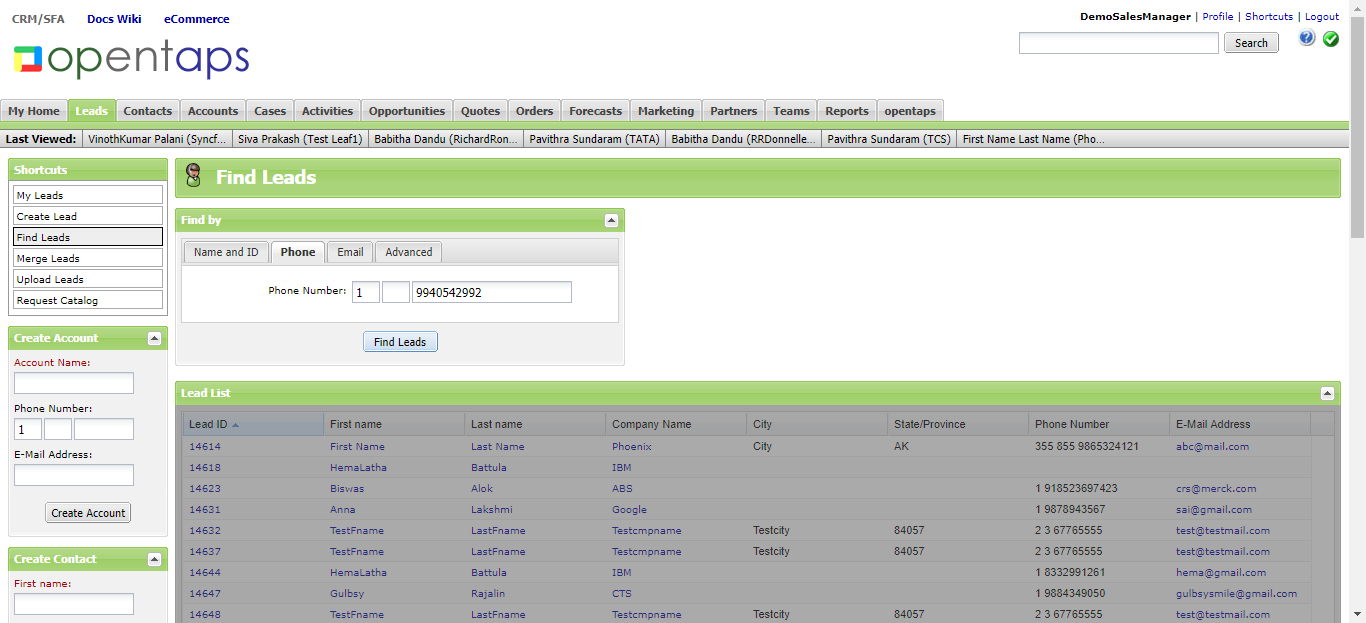 CRM/SFA Docs Wiki eCommerce
DemoSalesManager | Profile | Shortcuts | Logout
opentaps
Search
My Home Leads Contacts Accounts Cases Activities Opportunities Quotes Orders Forecasts Marketing Partners Teams Reports opentaps
Last Viewed: VinothKumar Palani (Syncf... Siva Prakash (Test Leaf1) Babitha Dandu (RichardRon... Pavithra Sundaram (TATA) Babitha Dandu (RRDonnelle... Pavithra Sundaram (TCS) First Name Last Name (Pho...
Shortcuts
My Leads
Create Lead
Find Leads
Merge Leads
Upload Leads
Request Catalog
Create Account
Account Name:
Phone Number:
1
E-Mail Address:
Create Account
Create Contact
First name:
Find Leads
Find by
Name and ID Phone Email Advanced
Phone Number: 1 9940542992
Find Leads
Lead List
Lead ID First name Last name Company Name City State/Province Phone Number E-Mail Address
14614 First Name Last Name Phoenix City AK 355 855 9865324121 abc@mail.com
14618 HemaLatha Battula IBM
14623 Biswas Alok ABS 1 918523697423 crs@merck.com
14631 Anna Lakshmi Google 1 9878943567 sai@gmail.com
14632 TestFname LastFname Testcmpname Testcity 84057 2 3 67765555 test@testmail.com
14637 TestFname LastFname Testcmpname Testcity 84057 2 3 67765555 test@testmail.com
14644 HemaLatha Battula IBM 1 8332991261 hema@gmail.com
14647 Gulbsy Rajalin CTS 1 9884349050 gulbsysmile@gmail.com
14648 TestFname LastFname Testcmpname Testcity 84057 2 3 67765555 test@testmail.com